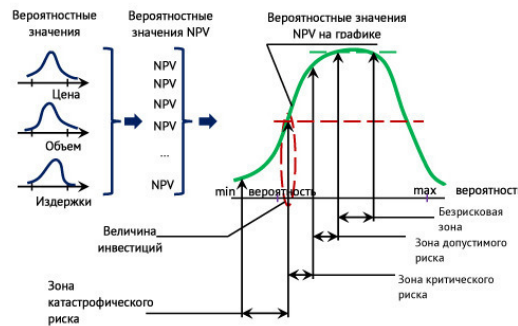 Вероятностные
значения
Вероятностные
значения NPV
Вероятностные значения
NPV на графике
Цена
Объем
Издержки
NPV
NPV
NPV
NPV
...
NPV
min
вероятность
max
вероятност
Величина
инвестиций
Безрисковая
зона
Зона допустимого
риска
Зона критического
риска
Зона
катастрофического
риска